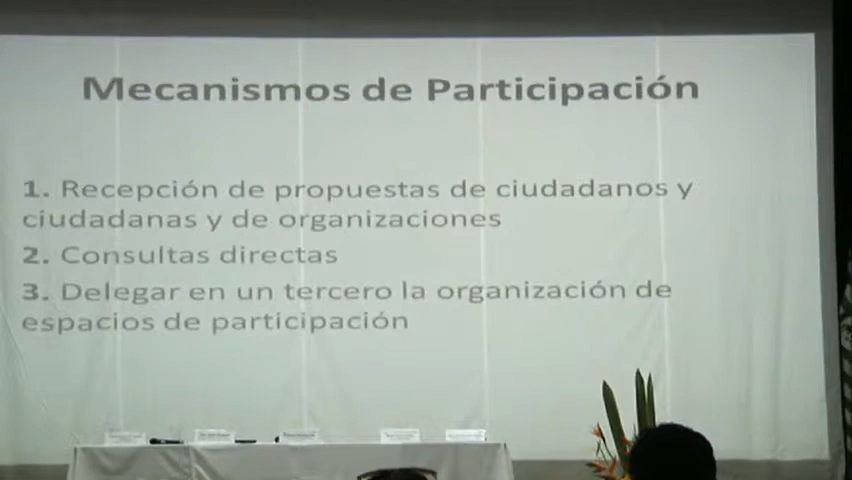 Mecanismos de Participación
1. Recepción de propuestas de ciudadanos y
ciudadanas y de organizaciones
2. Consultas directas
3. Delegar en un tercero la organización de
espacios de participación